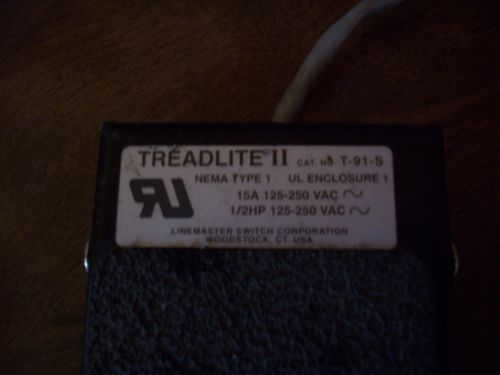 TREADLITE II CAT. NO. T-91-S
NEMA TYPE 1 UL ENCLOSURE 1
15A 125-250 VAC ~
1/2HP 125-250 VAC ~
LINEMASTER SWITCH CORPORATION
WOODSTOCK, CT. USA